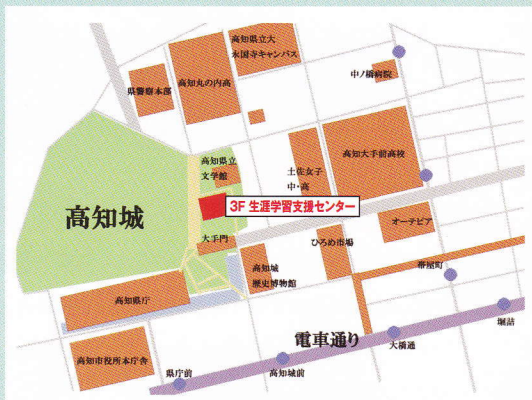 高知県立大
永国寺キャンパス
高知丸の内高
県警察本部
中ノ橋病院
高知県立
文学館
土佐女子
中・高
高知大手前高校
高知城
3F 生涯学習支援センター
大手門
ひろめ市場
オーテピア
高知城
歴史博物館
帯屋町
高知県庁
電車通り
堀詰
大橋通
高知市役所本庁舎
高知城前
県庁前